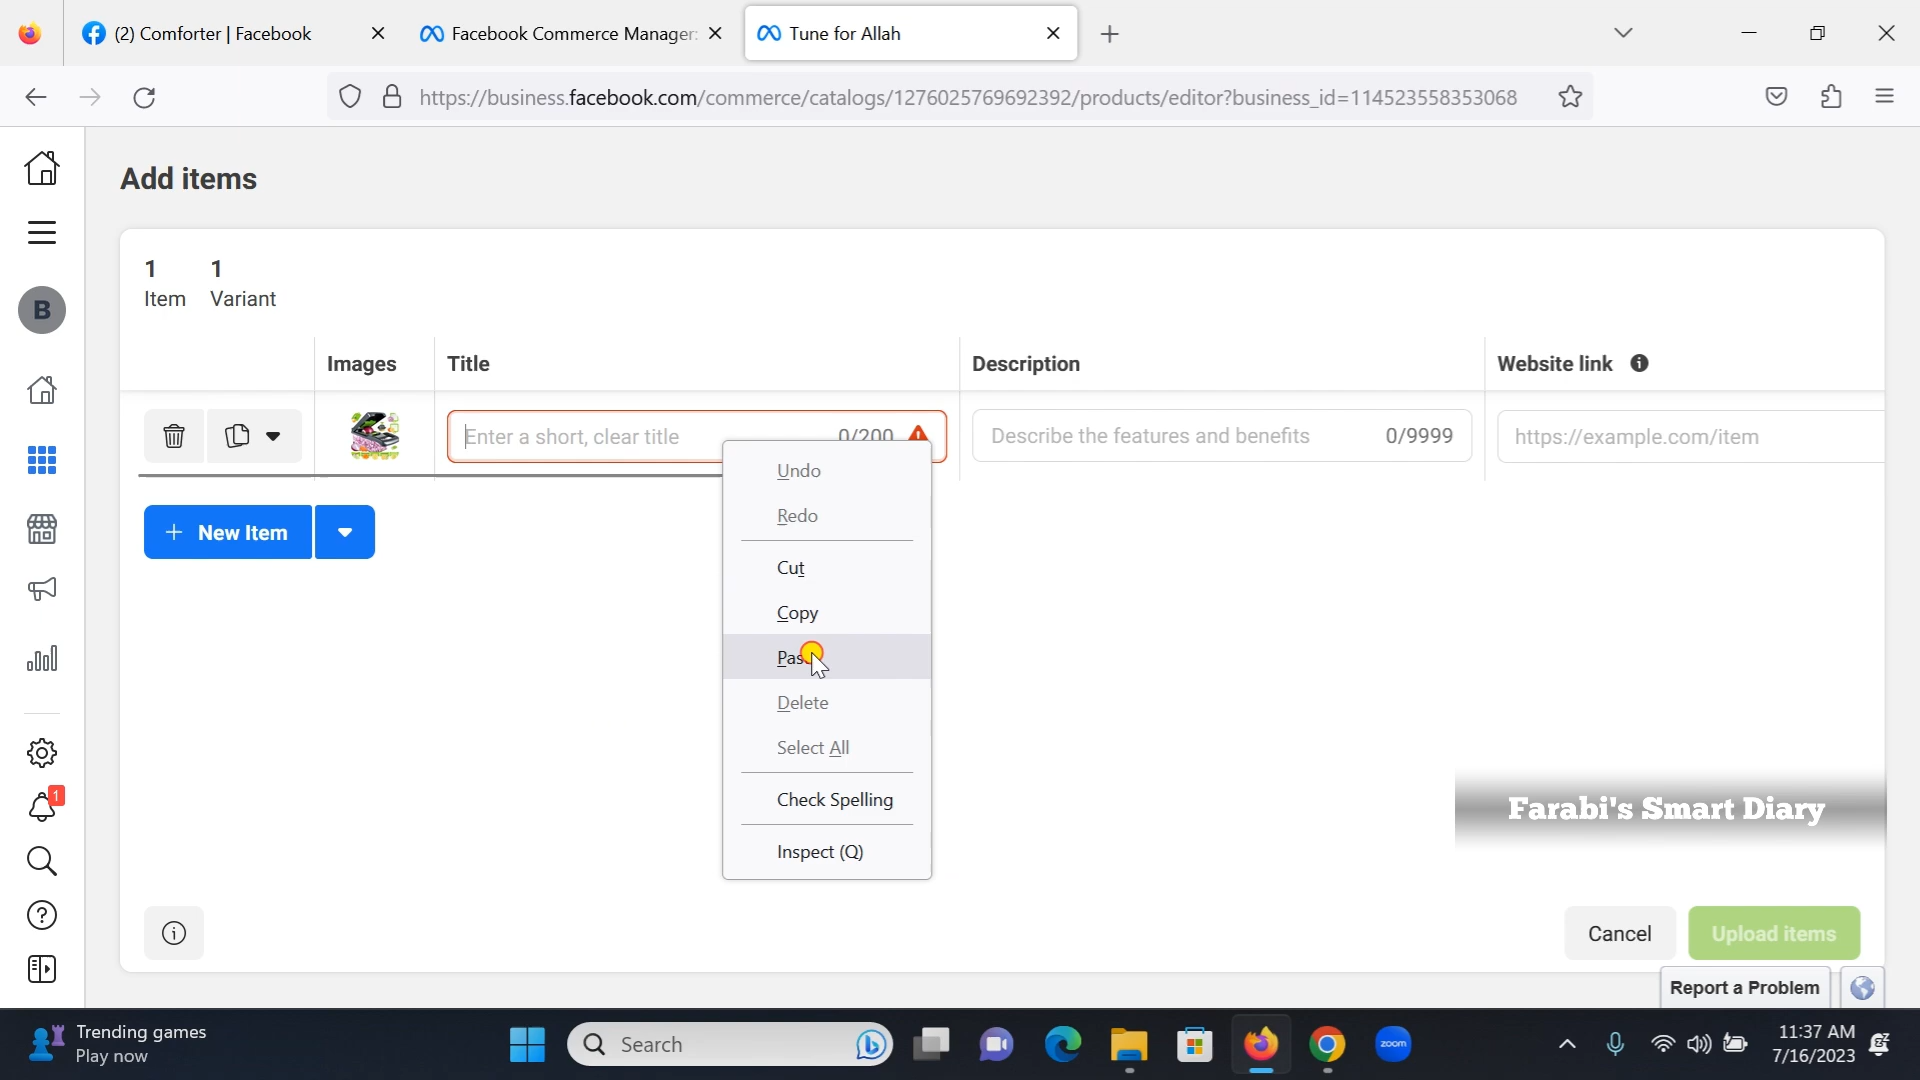 (2) Comforter | Facebook
Facebook Commerce Manager:
Tune for Allah
https://business.facebook.com/commerce/catalogs/1276025769692392/products/editor?business_id=114523558353068
Add items
B
1 1
Item Variant
Images Title Description Website link
Enter a short, clear title 0/200
Describe the features and benefits 0/9999
https://example.com/item
+ New Item
Undo
Redo
Cut
Copy
Delete
Select All
Check Spelling
Inspect (Q)
1
Farabi's Smart Diary
Cancel Upload items
Report a Problem
Trending games
Play now
Search
zoom
11:37 AM
7/16/2023